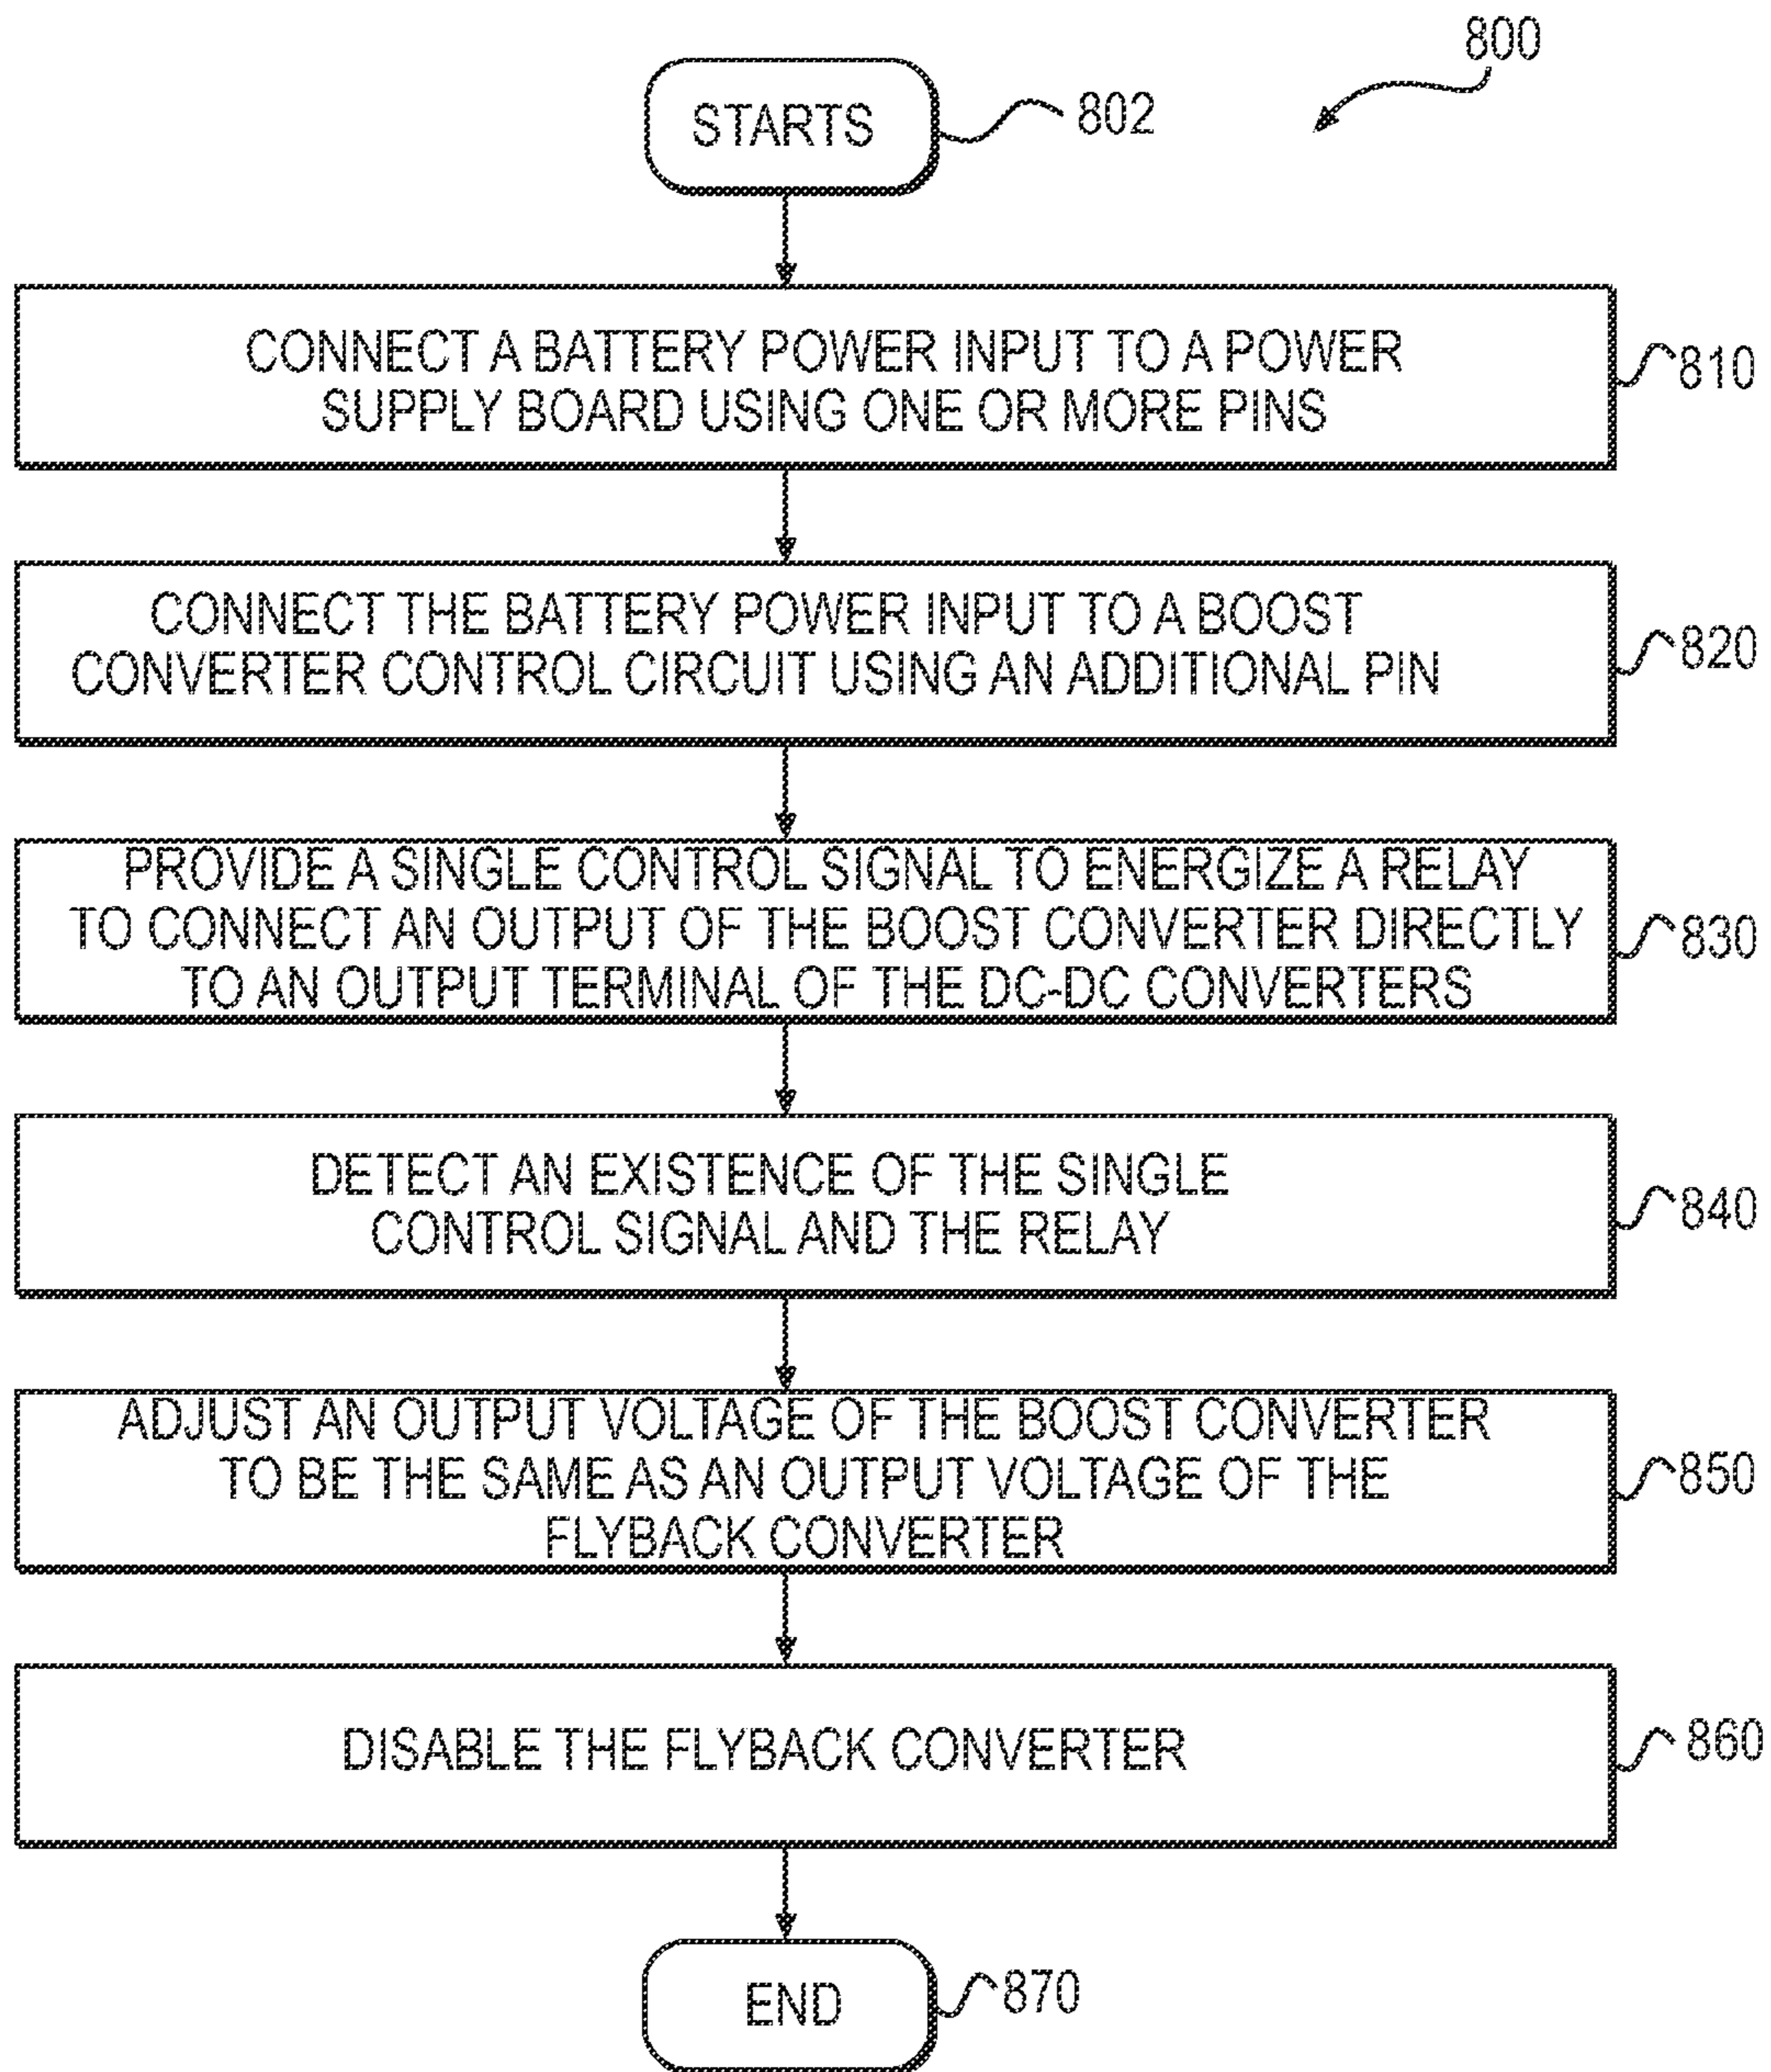 800
STARTS
802
CONNECT A BATTERY POWER INPUT TO A POWER
SUPPLY BOARD USING ONE OR MORE PINS
810
CONNECT THE BATTERY POWER INPUT TO A BOOST
CONVERTER CONTROL CIRCUIT USING AN ADDITIONAL PIN
820
PROVIDE A SINGLE CONTROL SIGNAL TO ENERGIZE A RELAY
TO CONNECT AN OUTPUT OF THE BOOST CONVERTER DIRECTLY
TO AN OUTPUT TERMINAL OF THE DC-DC CONVERTERS
830
DETECT AN EXISTENCE OF THE SINGLE
CONTROL SIGNAL AND THE RELAY
840
ADJUST AN OUTPUT VOLTAGE OF THE BOOST CONVERTER
TO BE THE SAME AS AN OUTPUT VOLTAGE OF THE
FLYBACK CONVERTER
850
DISABLE THE FLYBACK CONVERTER
860
END
870